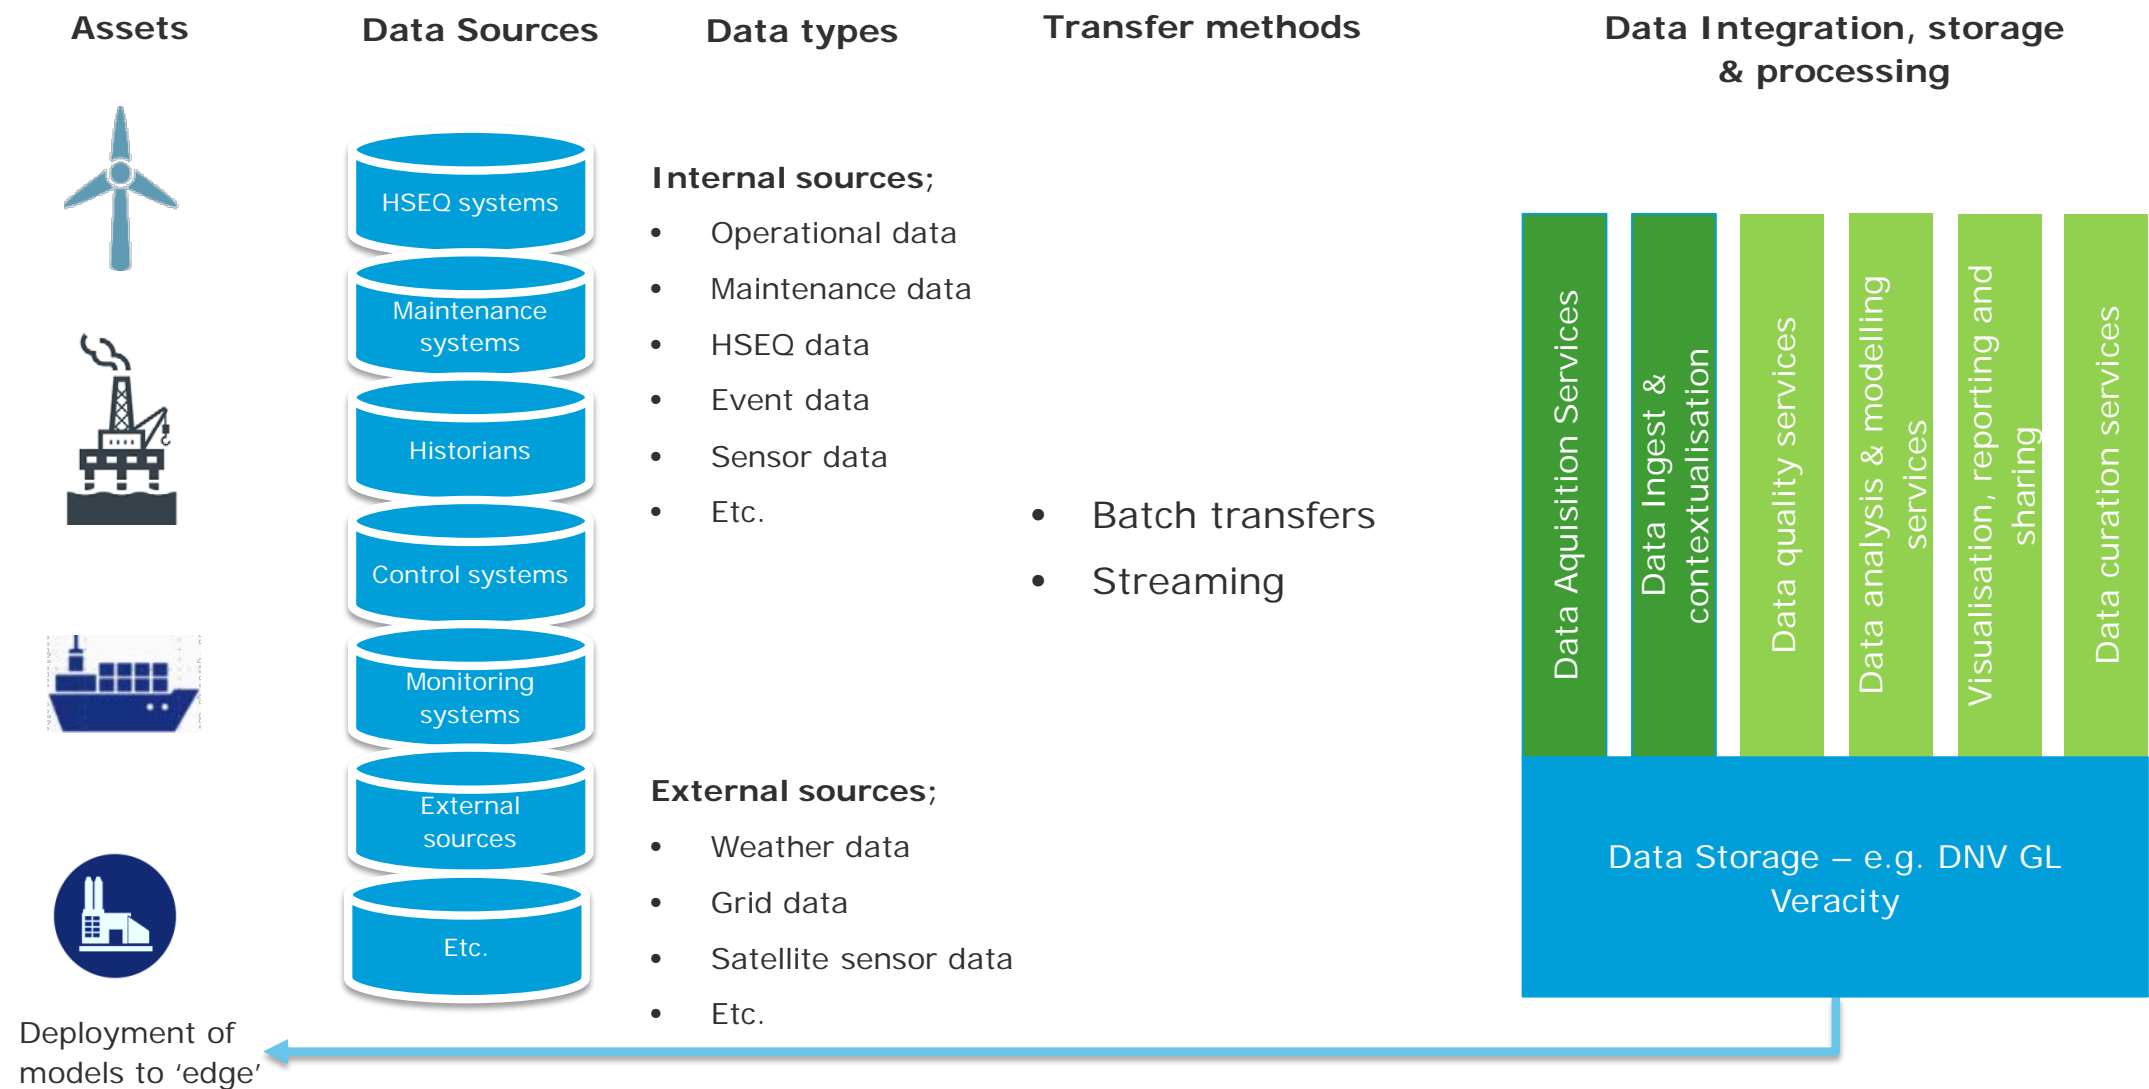 Assets
Data Sources
Data types
Transfer methods
Data Integration, storage
& processing
HSEQ systems
Maintenance
systems
Historians
Control systems
Monitoring
systems
External
sources
Etc.
Internal sources;
• Operational data
• Maintenance data
• HSEQ data
• Event data
• Sensor data
• Etc.
External sources;
• Weather data
• Grid data
• Satellite sensor data
• Etc.
• Batch transfers
• Streaming
Data Aquisition Services
Data Ingest &
contextualisation
Data quality services
Data analysis & modelling
services
Visualisation, reporting and
sharing
Data curation services
Data Storage – e.g. DNV GL
Veracity
Deployment of
models to ‘edge’